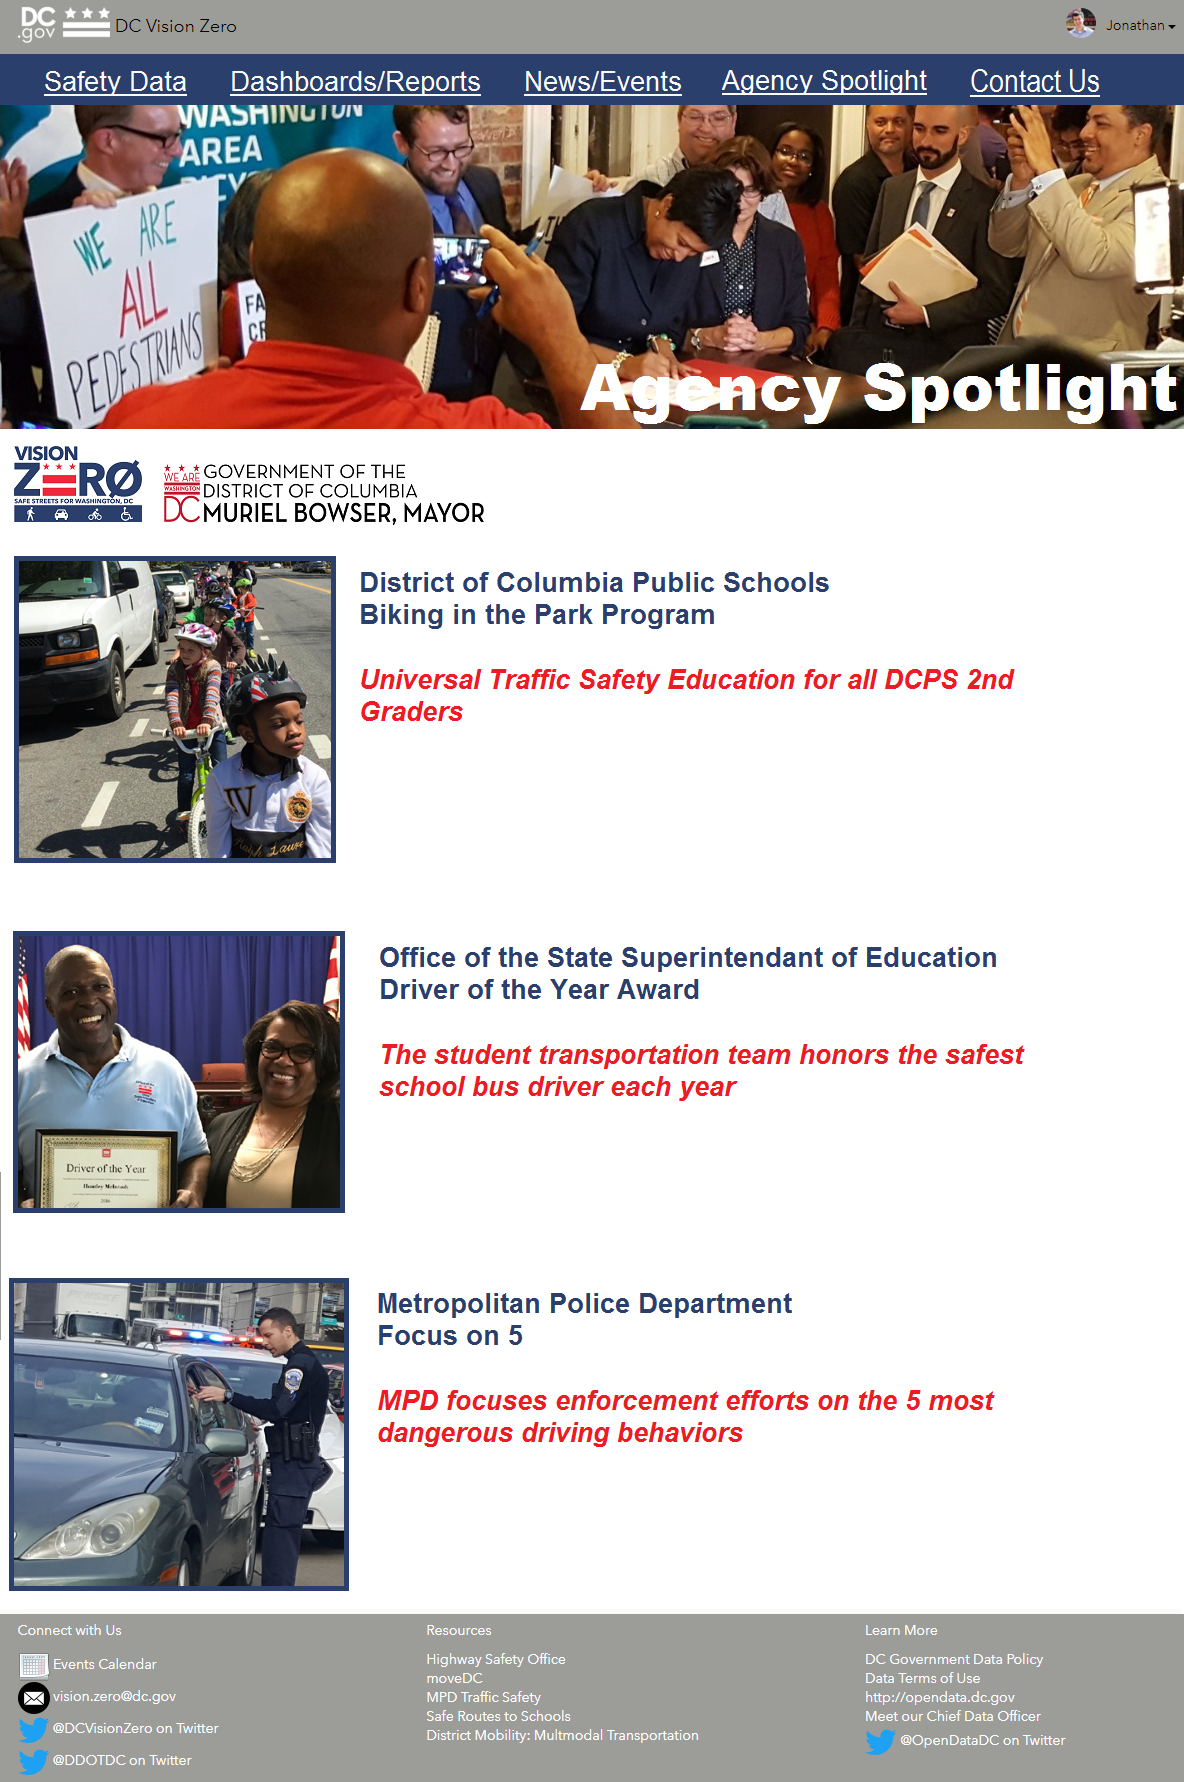 DC
.gov
DC Vision Zero
Jonathan
Safety Data
Dashboards/Reports
News/Events
Agency Spotlight
Contact Us
WASHINGTON
AREA
WE ARE
ALL
PEDESTRIANS
Agency Spotlight
VISION
ZERO
SAFE STREETS FOR WASHINGTON, DC
WE ARE
WASHINGTON
DC
GOVERNMENT OF THE
DISTRICT OF COLUMBIA
MURIEL BOWSER, MAYOR
District of Columbia Public Schools
Biking in the Park Program
Universal Traffic Safety Education for all DCPS 2nd
Graders
Office of the State Superintendant of Education
Driver of the Year Award
The student transportation team honors the safest
school bus driver each year
Driver of the Year
Metropolitan Police Department
Focus on 5
MPD focuses enforcement efforts on the 5 most
dangerous driving behaviors
Connect with Us
Events Calendar
vision.zero@dc.gov
@DCVisionZero on Twitter
@DDOTDC on Twitter
Resources
Highway Safety Office
moveDC
MPD Traffic Safety
Safe Routes to Schools
District Mobility: Multmodal Transportation
Learn More
DC Government Data Policy
Data Terms of Use
http://opendata.dc.gov
Meet our Chief Data Officer
@OpenDataDC on Twitter